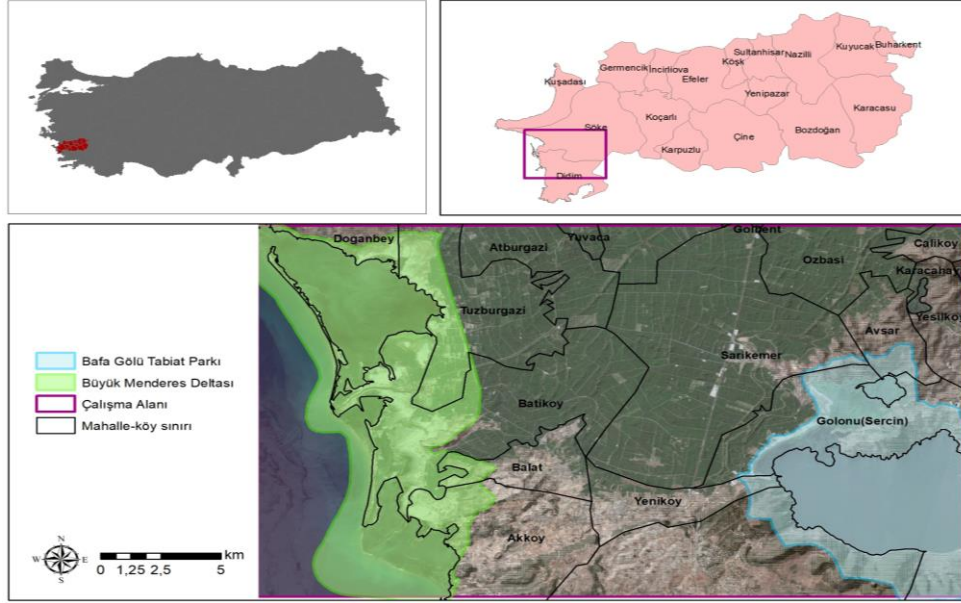 Kuşadası
Germencik
İncirliova
Efeler
Köşk
Sultanhisar
Nazilli
Kuyucak
Buharkent
Yenipazar
Karacasu
Söke
Koçarlı
Karpuzlu
Çine
Bozdoğan
Didim
Doganbey
Atburgazi
Yuvaca
Golbent
Ozbasi
Calikoy
Karacahay
Yesilkoy
Tuzburgazi
Avsar
Sarikemer
Batikoy
Golonu(Sercin)
Balat
Yenikoy
Akkoy
Bafa Gölü Tabiat Parkı
Büyük Menderes Deltası
Çalışma Alanı
Mahalle-köy sınırı
N
W E
S
km
0 1,25 2,5 5